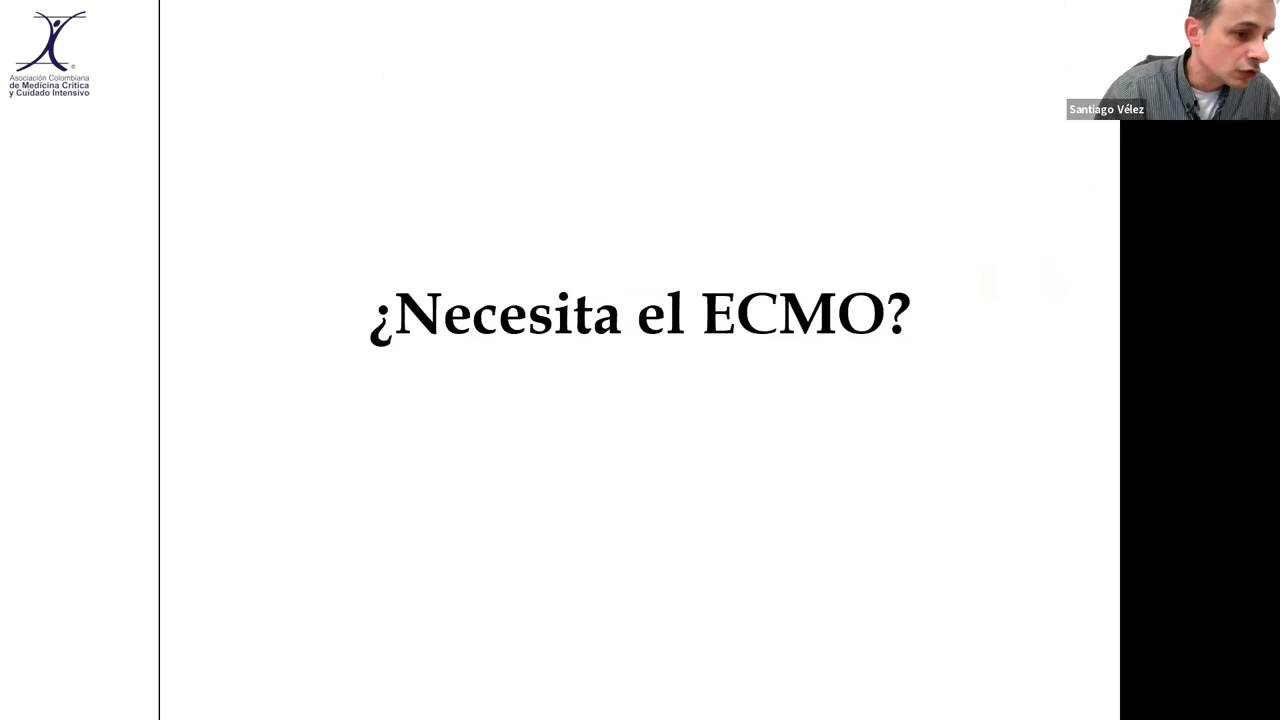 Asociación Colombiana
de Medicina Crítica
y Cuidado Intensivo
Santiago Vélez
¿Necesita el ECMO?